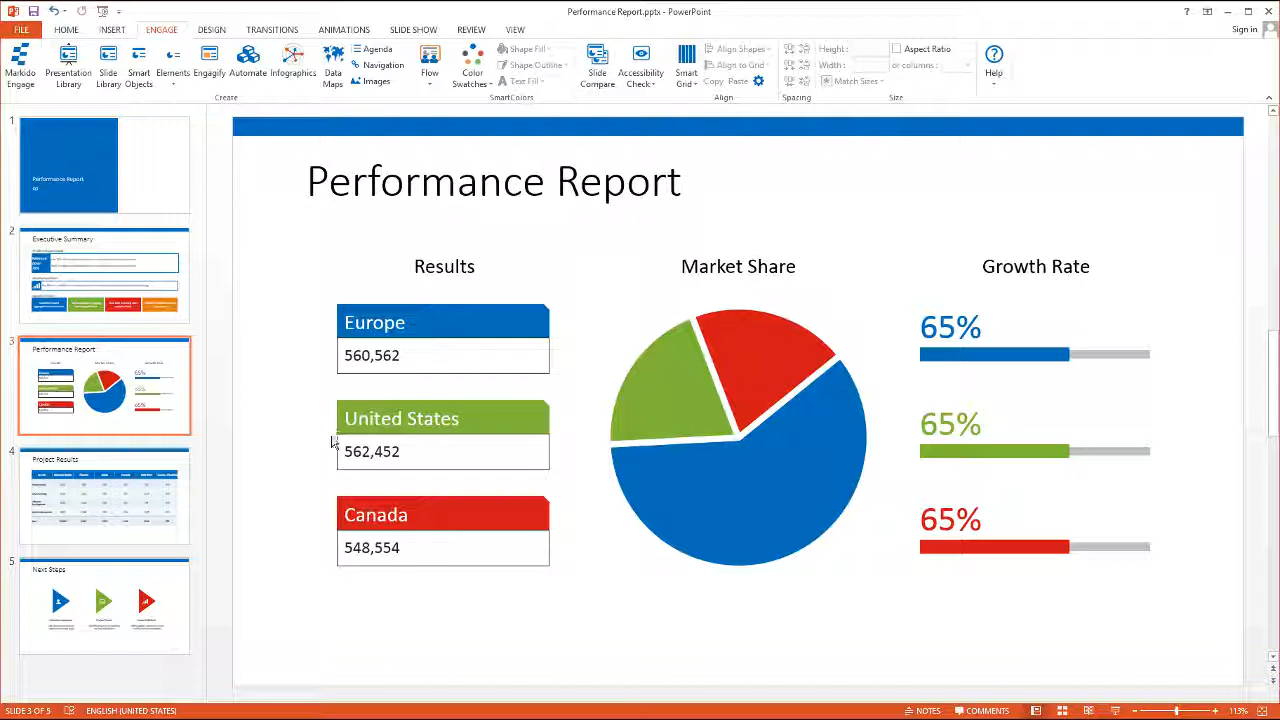 Performance Report.pptx - PowerPoint
?
Sign in
FILE HOME INSERT ENGAGE DESIGN TRANSITIONS ANIMATIONS SLIDE SHOW REVIEW VIEW
Markido Engage
Presentation Library
Slide Library
Smart Objects
Elements
Engagify
Automate
Infographics
Data Maps
Agenda
Navigation
Images
Flow
Color Swatches
Shape Fill
Shape Outline
Text Fill
Slide Compare
Accessibility Check
Smart Grid
Align Shapes
Align to Grid
Copy Paste
Match Sizes
Height:
Width:
Aspect Ratio
or columns:
Help
Create
SmartColors
Align
Spacing
Size
1
Performance Report
2
Executive Summary
3
Performance Report
4
Project Results
5
Next Steps
Performance Report
Results
Market Share
Growth Rate
Europe
560,562
United States
562,452
Canada
548,554
65%
65%
65%
SLIDE 3 OF 5
ENGLISH (UNITED STATES)
NOTES
COMMENTS
113%